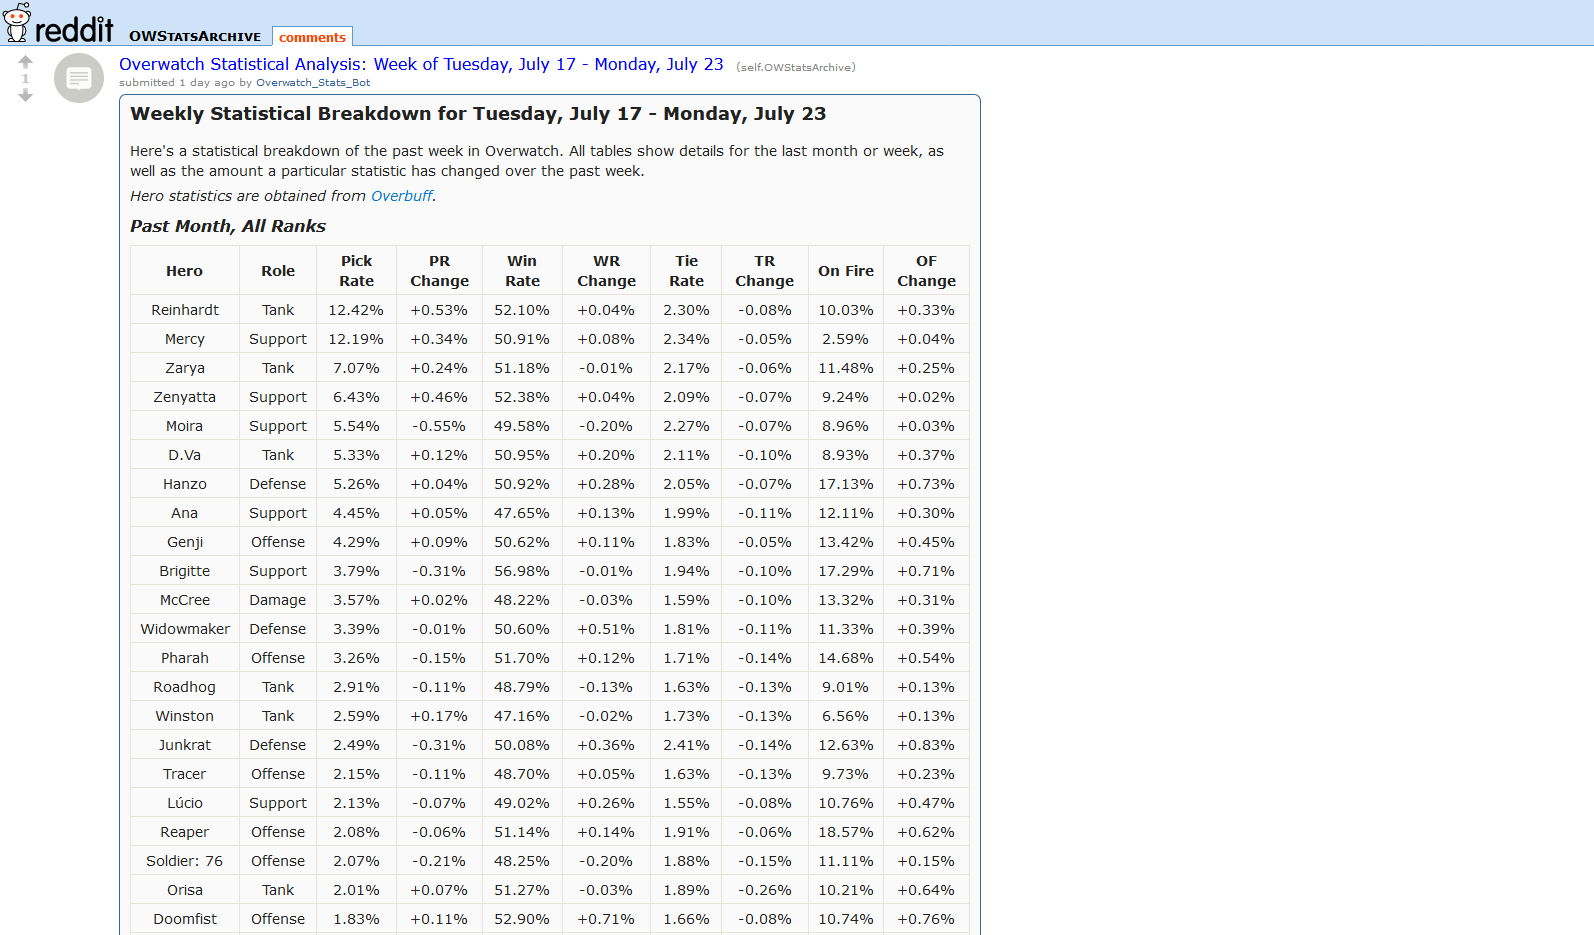 reddit OWStatsArchive comments
Overwatch Statistical Analysis: Week of Tuesday, July 17 - Monday, July 23 (self.OWStatsArchive)
1
submitted 1 day ago by Overwatch_Stats_Bot
Weekly Statistical Breakdown for Tuesday, July 17 - Monday, July 23
Here's a statistical breakdown of the past week in Overwatch. All tables show details for the last month or week, as
well as the amount a particular statistic has changed over the past week.
Hero statistics are obtained from Overbuff.
Past Month, All Ranks
Hero Role Pick Rate PR Change Win Rate WR Change Tie Rate TR Change On Fire OF Change
Reinhardt Tank 12.42% +0.53% 52.10% +0.04% 2.30% -0.08% 10.03% +0.33%
Mercy Support 12.19% +0.34% 50.91% +0.08% 2.34% -0.05% 2.59% +0.04%
Zarya Tank 7.07% +0.24% 51.18% -0.01% 2.17% -0.06% 11.48% +0.25%
Zenyatta Support 6.43% +0.46% 52.38% +0.04% 2.09% -0.07% 9.24% +0.02%
Moira Support 5.54% -0.55% 49.58% -0.20% 2.27% -0.07% 8.96% +0.03%
D.Va Tank 5.33% +0.12% 50.95% +0.20% 2.11% -0.10% 8.93% +0.37%
Hanzo Defense 5.26% +0.04% 50.92% +0.28% 2.05% -0.07% 17.13% +0.73%
Ana Support 4.45% +0.05% 47.65% +0.13% 1.99% -0.11% 12.11% +0.30%
Genji Offense 4.29% +0.09% 50.62% +0.11% 1.83% -0.05% 13.42% +0.45%
Brigitte Support 3.79% -0.31% 56.98% -0.01% 1.94% -0.10% 17.29% +0.71%
McCree Damage 3.57% +0.02% 48.22% -0.03% 1.59% -0.10% 13.32% +0.31%
Widowmaker Defense 3.39% -0.01% 50.60% +0.51% 1.81% -0.11% 11.33% +0.39%
Pharah Offense 3.26% -0.15% 51.70% +0.12% 1.71% -0.14% 14.68% +0.54%
Roadhog Tank 2.91% -0.11% 48.79% -0.13% 1.63% -0.13% 9.01% +0.13%
Winston Tank 2.59% +0.17% 47.16% -0.02% 1.73% -0.13% 6.56% +0.13%
Junkrat Defense 2.49% -0.31% 50.08% +0.36% 2.41% -0.14% 12.63% +0.83%
Tracer Offense 2.15% -0.11% 48.70% +0.05% 1.63% -0.13% 9.73% +0.23%
Lúcio Support 2.13% -0.07% 49.02% +0.26% 1.55% -0.08% 10.76% +0.47%
Reaper Offense 2.08% -0.06% 51.14% +0.14% 1.91% -0.06% 18.57% +0.62%
Soldier: 76 Offense 2.07% -0.21% 48.25% -0.20% 1.88% -0.15% 11.11% +0.15%
Orisa Tank 2.01% +0.07% 51.27% -0.03% 1.89% -0.26% 10.21% +0.64%
Doomfist Offense 1.83% +0.11% 52.90% +0.71% 1.66% -0.08% 10.74% +0.76%